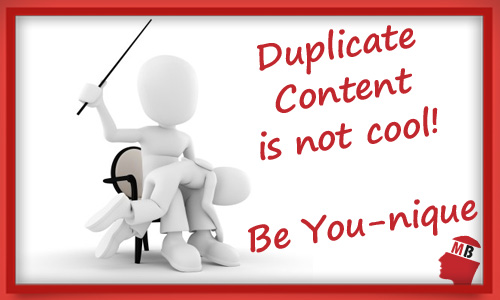 Duplicate
Content
is not cool!
Be You-nique
MB